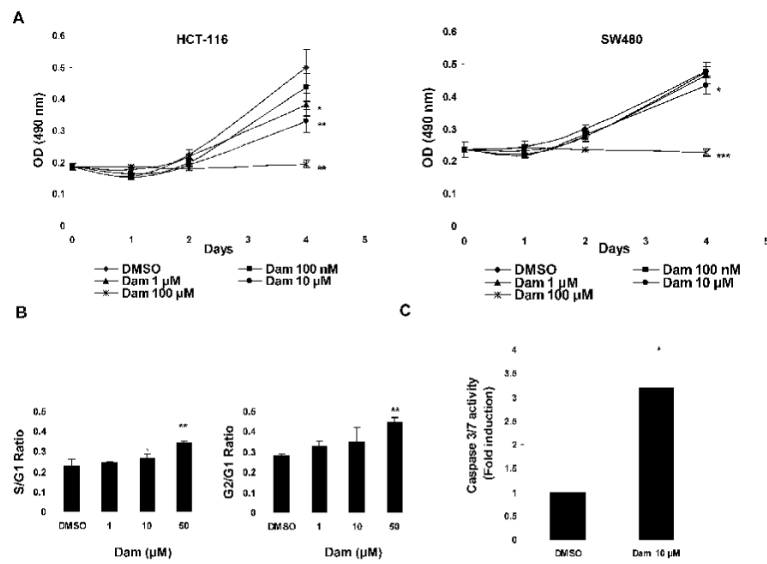 A
HCT-116
SW480
OD (490 nm)
0.6
0.5
0.4
0.3
0.2
0.1
0
0 1 2 3 4 5
Days
*
**
**
DMSO
Dam 100 nM
Dam 1 µM
Dam 10 µM
Dam 100 µM
OD (490 nm)
0.6
0.5
0.4
0.3
0.2
0.1
0
0 1 2 3 4 5
Days
*
***
DMSO
Dam 100 nM
Dam 1 µM
Dam 10 µM
Dam 100 µM
B
S/G1 Ratio
0.6
0.5
0.4
0.3
0.2
0.1
0
*
**
DMSO 1 10 50
Dam (µM)
G2/G1 Ratio
0.6
0.5
0.4
0.3
0.2
0.1
0
**
DMSO 1 10 50
Dam (µM)
C
Caspase 3/7 activity
(Fold induction)
4
3.5
3
2.5
2
1.5
1
0.5
0
*
DMSO Dam 10 µM